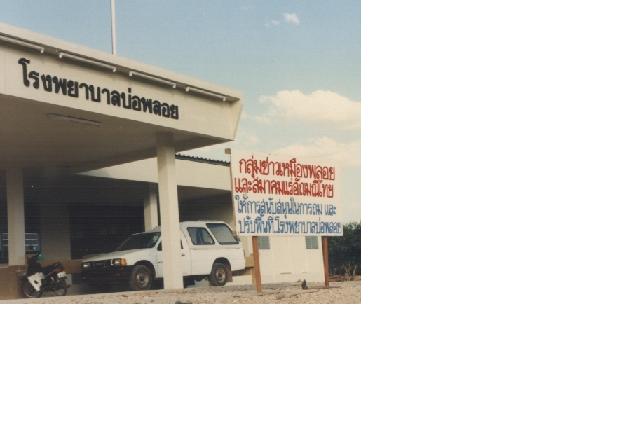 โรงพยาบาลบ่อพลอย
กลุ่มชาวเหมืองพลอย
และสมาคมแร่อัญมณีไทย
ให้การสนับสนุนในการถม และ
ปรับพื้นที่ โรงพยาบาลบ่อพลอย